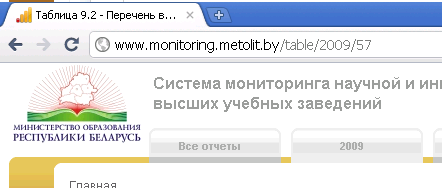 Таблица 9.2 - Перечень в...
www.monitoring.metolit.by/table/2009/57
Система мониторинга научной и
высших учебных заведений
МИНИСТЕРСТВО ОБРАЗОВАНИЯ
РЕСПУБЛИКИ БЕЛАРУСЬ
Все отчеты
2009
Главная